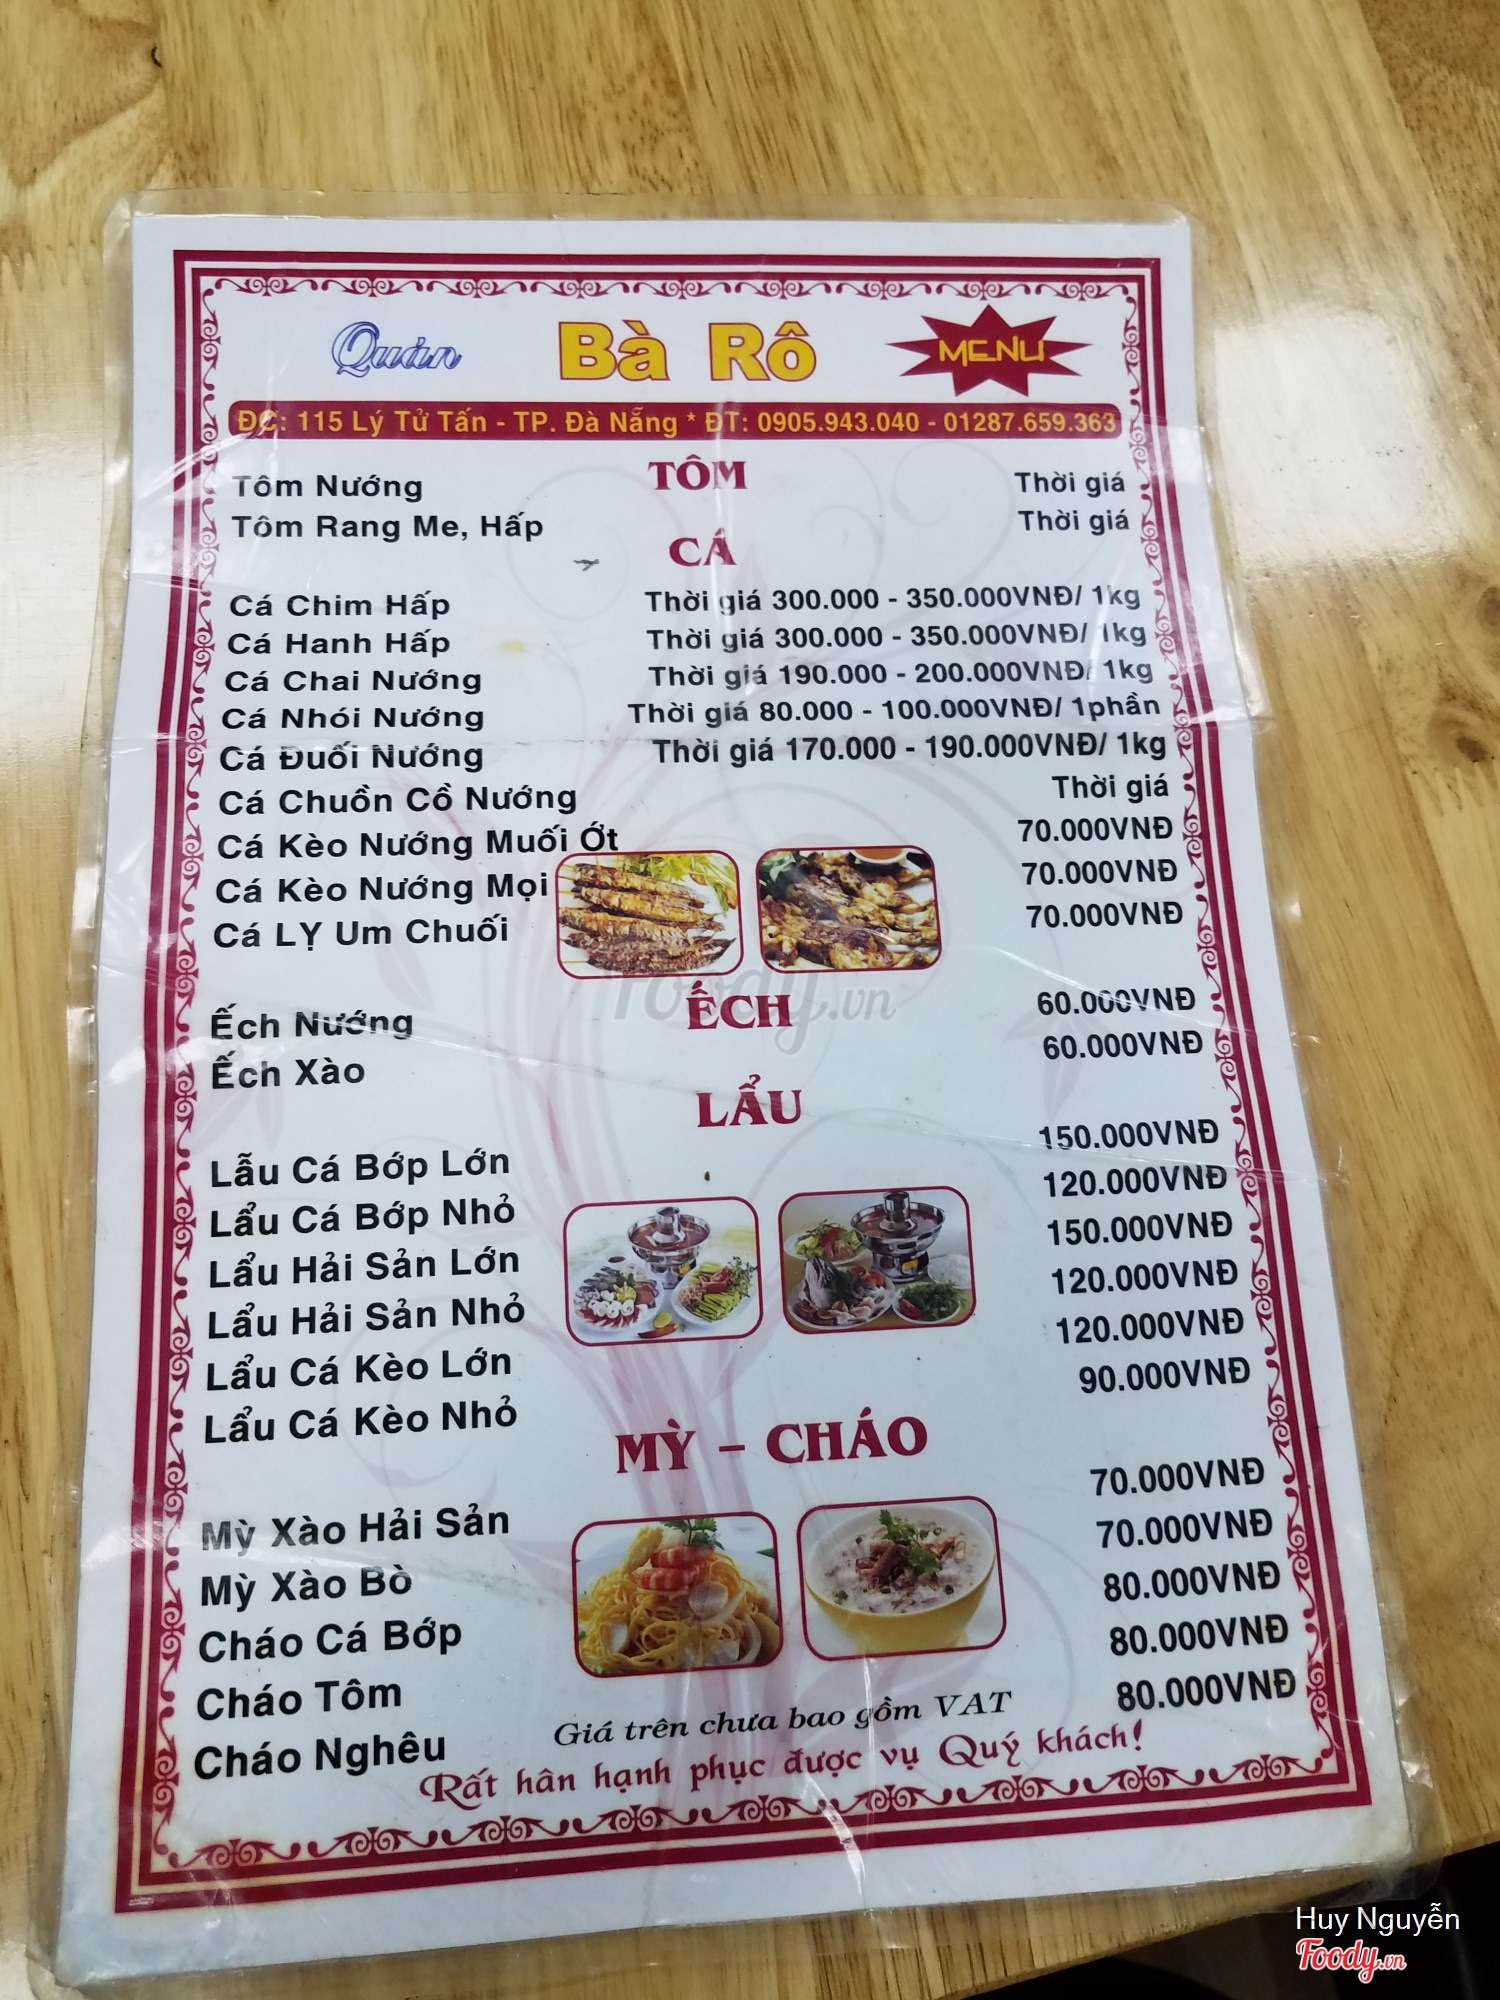 Quán Bà Rô MENU
ĐC: 115 Lý Tử Tấn - TP. Đà Nẵng * ĐT: 0905.943.040 - 01287.659.363
TÔM
Tôm Nướng Thời giá
Tôm Rang Me, Hấp Thời giá
CÁ
Cá Chim Hấp Thời giá 300.000 - 350.000VNĐ/ 1kg
Cá Hanh Hấp Thời giá 300.000 - 350.000VNĐ/ 1kg
Cá Chai Nướng Thời giá 190.000 - 200.000VNĐ/ 1kg
Cá Nhói Nướng Thời giá 80.000 - 100.000VNĐ/ 1phần
Cá Đuối Nướng Thời giá 170.000 - 190.000VNĐ/ 1kg
Cá Chuồn Cồ Nướng Thời giá
Cá Kèo Nướng Muối Ớt 70.000VNĐ
Cá Kèo Nướng Mọi 70.000VNĐ
Cá LỴ Um Chuối 70.000VNĐ
Foody.vn
ẾCH
Ếch Nướng 60.000VNĐ
Ếch Xào 60.000VNĐ
LẨU
Lẫu Cá Bớp Lớn 150.000VNĐ
Lẩu Cá Bớp Nhỏ 120.000VNĐ
Lẩu Hải Sản Lớn 150.000VNĐ
Lẩu Hải Sản Nhỏ 120.000VNĐ
Lẩu Cá Kèo Lớn 120.000VNĐ
Lẩu Cá Kèo Nhỏ 90.000VNĐ
MỲ - CHÁO
Mỳ Xào Hải Sản 70.000VNĐ
Mỳ Xào Bò 70.000VNĐ
Cháo Cá Bớp 80.000VNĐ
Cháo Tôm 80.000VNĐ
Cháo Nghêu 80.000VNĐ
Giá trên chưa bao gồm VAT
Rất hân hạnh phục được vụ Quý khách!
Huy Nguyễn
Foody.vn